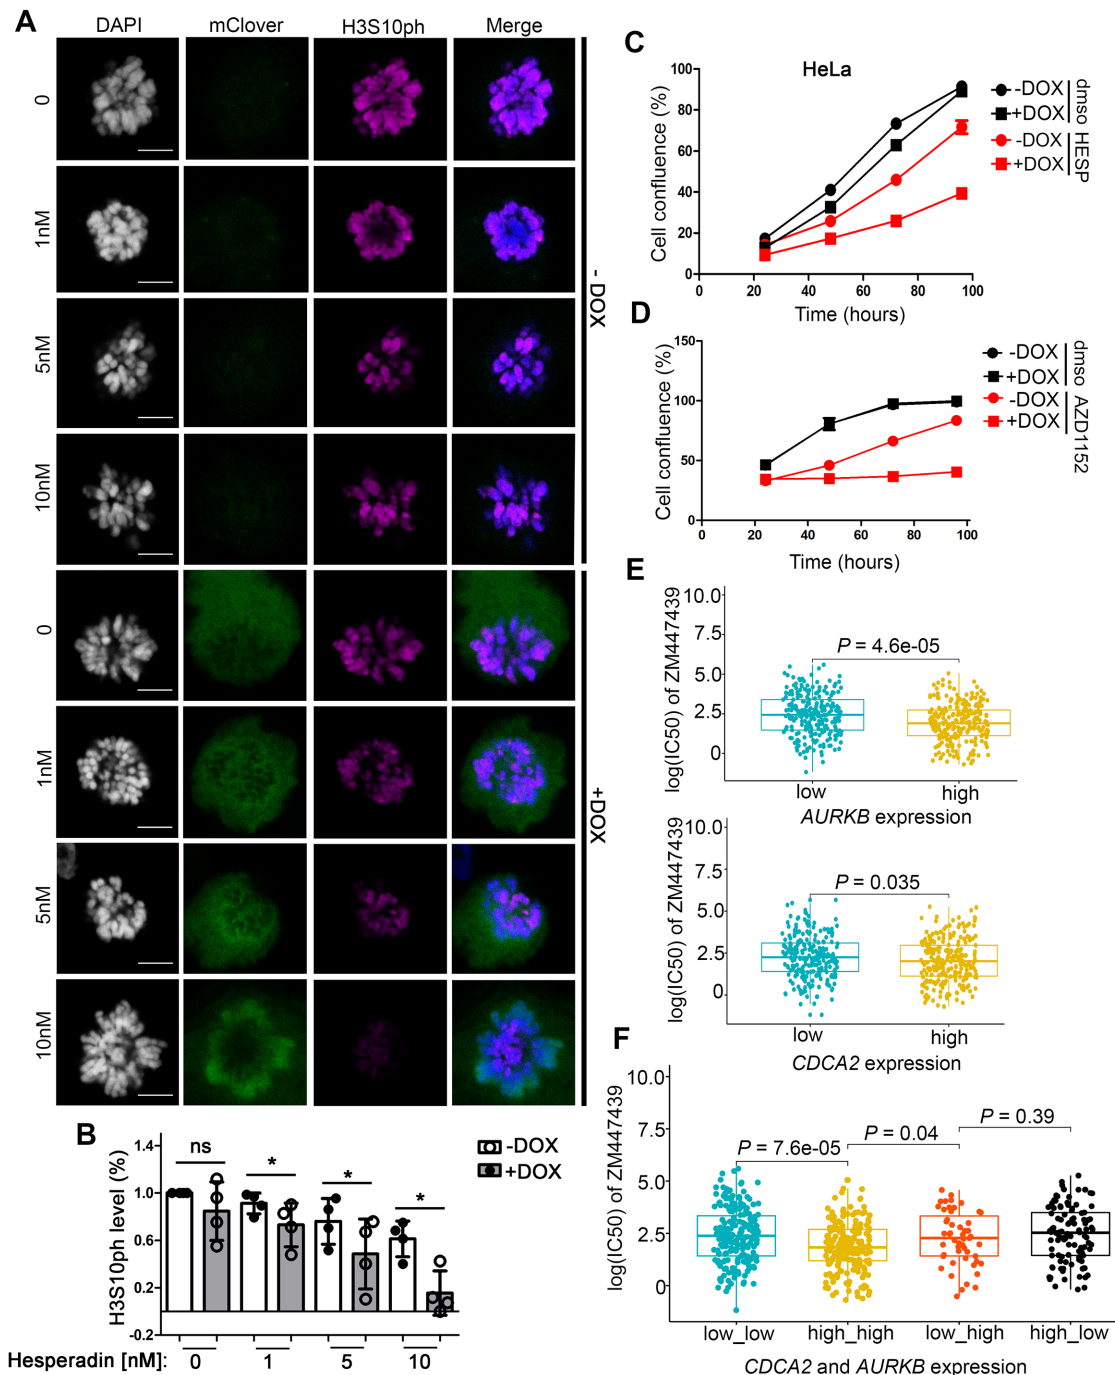 A
DAPI mClover H3S10ph Merge
0
1nM
5nM
10nM
- DOX
0
1nM
5nM
10nM
+DOX
B
H3S10ph level (%)
1.4
1.0
0.6
0.2
-0.2
ns
*
*
*
-DOX
+DOX
Hesperadin [nM]: 0 1 5 10
C
HeLa
Cell confluence (%)
100
80
60
40
20
0
0 20 40 60 80 100
Time (hours)
-DOX
+DOX
dmso
-DOX
+DOX
HESP
D
Cell confluence (%)
150
100
50
0
0 20 40 60 80 100
Time (hours)
-DOX
+DOX
dmso
-DOX
+DOX
AZD1152
E
log(IC50) of ZM447439
10.0
5.0
2.5
0
P = 4.6e-05
low high
AURKB expression
log(IC50) of ZM447439
10.0
5.0
2.5
0
P = 0.035
low high
CDCA2 expression
F
log(IC50) of ZM447439
10.0
7.5
5.0
2.5
0
P = 7.6e-05
P = 0.04
P = 0.39
low_low high_high low_high high_low
CDCA2 and AURKB expression